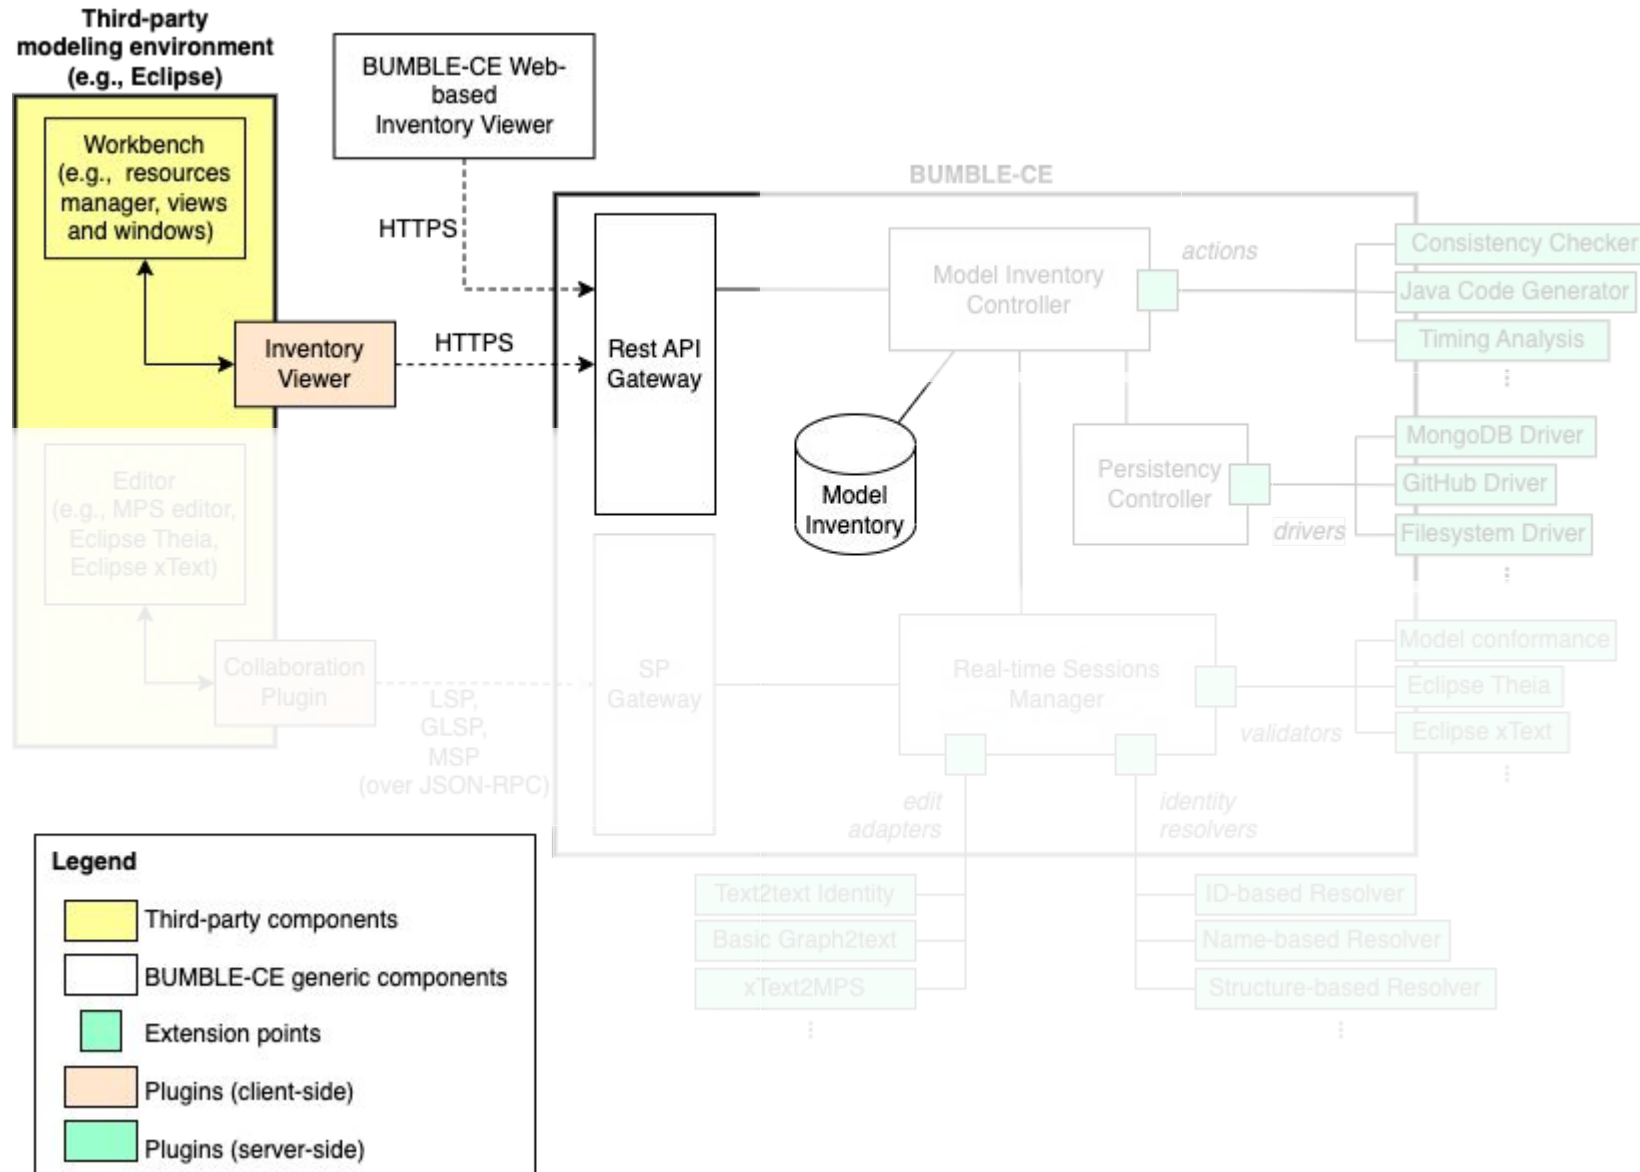 Third-party
modeling environment
(e.g., Eclipse)
Workbench
(e.g., resources
manager, views
and windows)
Inventory
Viewer
Editor
(e.g., MPS editor,
Eclipse Theia,
Eclipse xText)
Collaboration
Plugin
BUMBLE-CE Web-
based
Inventory Viewer
HTTPS
HTTPS
LSP,
GLSP,
MSP
(over JSON-RPC)
BUMBLE-CE
Rest API
Gateway
SP
Gateway
Model Inventory
Controller
Model
Inventory
Persistency
Controller
Real-time Sessions
Manager
actions
Consistency Checker
Java Code Generator
Timing Analysis
drivers
MongoDB Driver
GitHub Driver
Filesystem Driver
validators
Model conformance
Eclipse Theia
Eclipse xText
edit
adapters
Text2text Identity
Basic Graph2text
xText2MPS
identity
resolvers
ID-based Resolver
Name-based Resolver
Structure-based Resolver
Legend
Third-party components
BUMBLE-CE generic components
Extension points
Plugins (client-side)
Plugins (server-side)